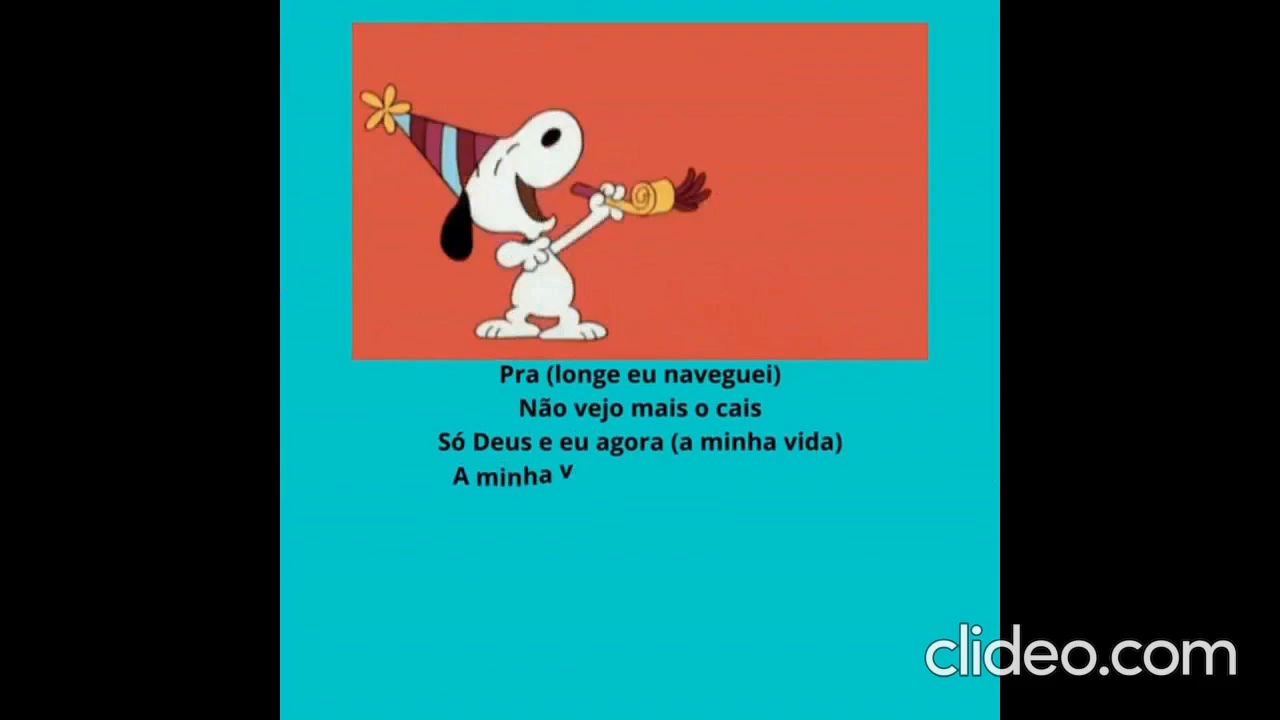 Pra (longe eu naveguei)
Não vejo mais o cais
Só Deus e eu agora (a minha vida)
A minha v
clideo.com